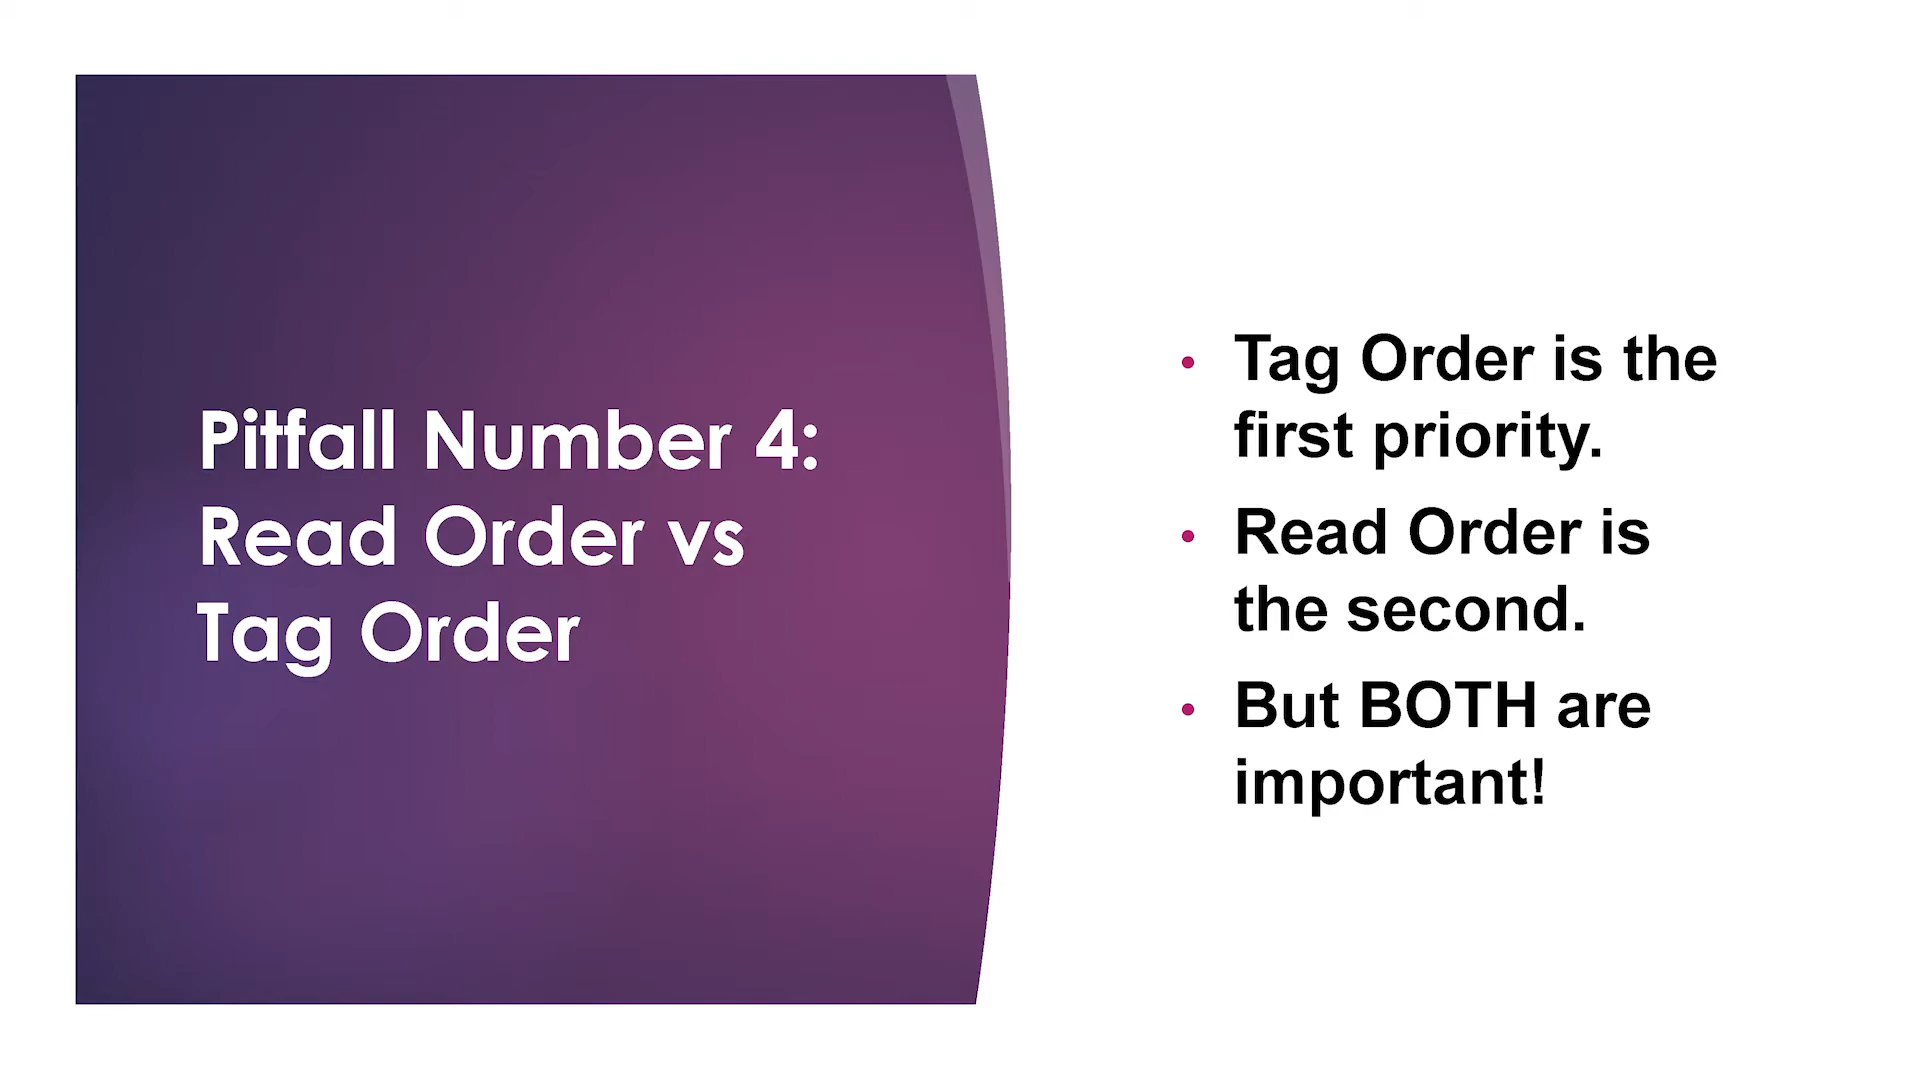 Pitfall Number 4:
Read Order vs
Tag Order
• Tag Order is the
first priority.
• Read Order is
the second.
• But BOTH are
important!